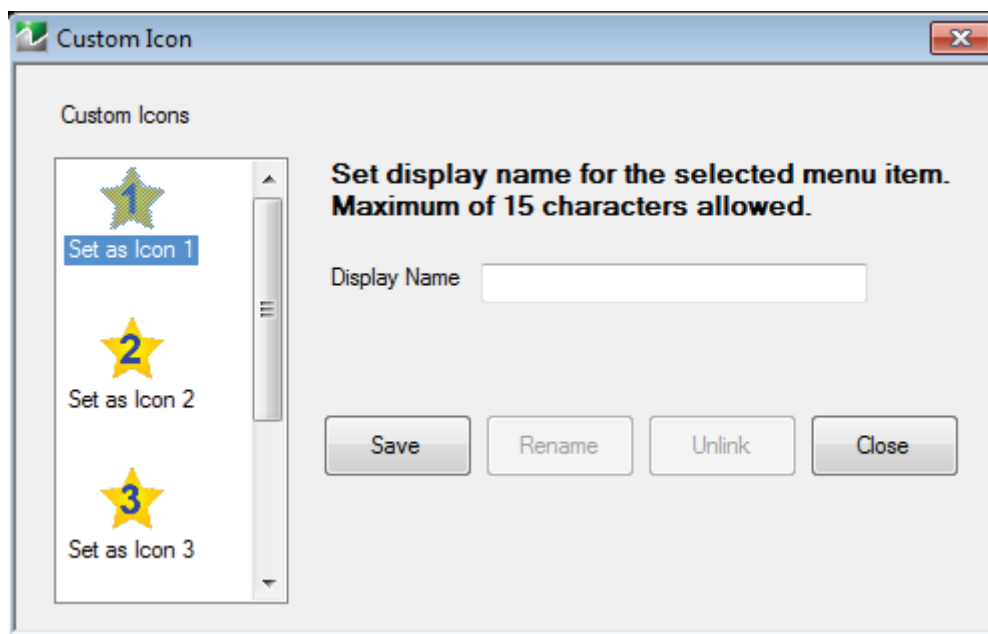 Custom Icon
Custom Icons
1
Set as Icon 1
2
Set as Icon 2
3
Set as Icon 3
Set display name for the selected menu item.
Maximum of 15 characters allowed.
Display Name
Save Rename Unlink Close